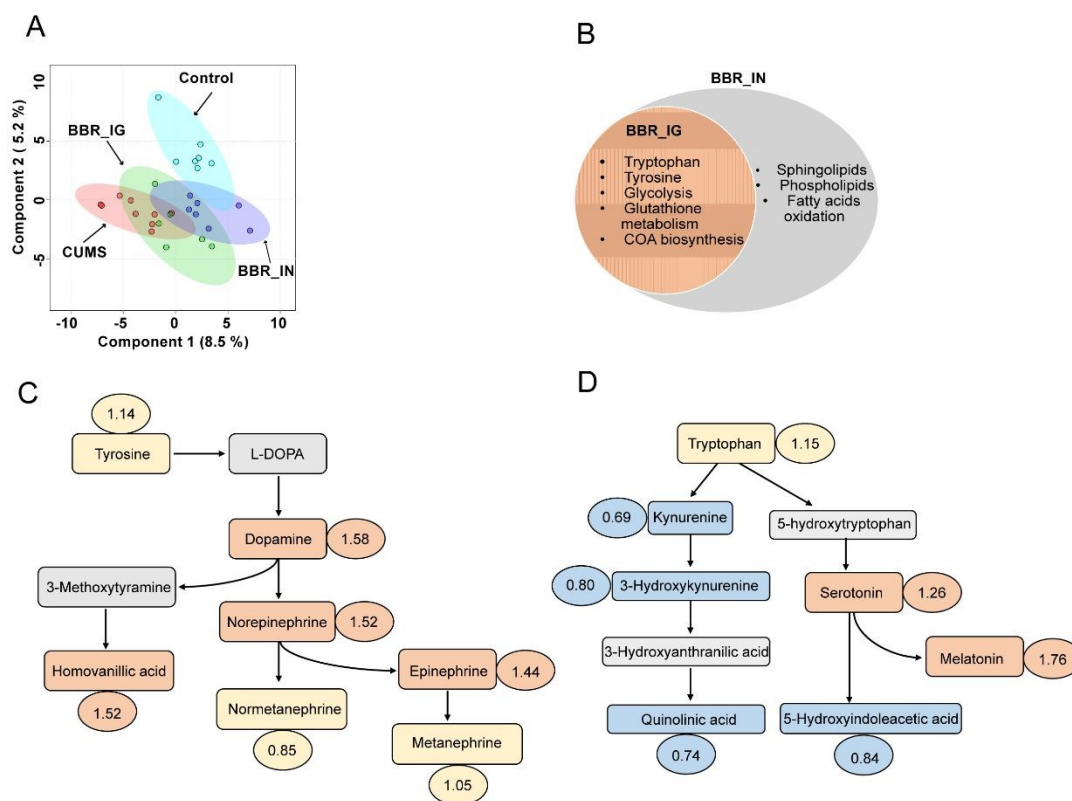 A
Control
BBR_IG
CUMS
BBR_IN
Component 2 ( 5.2 %)
10
5
0
-5
-10
-5
0
5
10
Component 1 (8.5 %)
B
BBR_IN
BBR_IG
• Tryptophan
• Tyrosine
• Glycolysis
• Glutathione
metabolism
• COA biosynthesis
• Sphingolipids
• Phospholipids
• Fatty acids
oxidation
C
1.14
Tyrosine
L-DOPA
Dopamine
1.58
3-Methoxytyramine
Norepinephrine
1.52
Homovanillic acid
1.52
Epinephrine
1.44
Normetanephrine
0.85
Metanephrine
1.05
D
Tryptophan
1.15
0.69
Kynurenine
5-hydroxytryptophan
0.80
3-Hydroxykynurenine
Serotonin
1.26
3-Hydroxyanthranilic acid
Melatonin
1.76
Quinolinic acid
0.74
5-Hydroxyindoleacetic acid
0.84